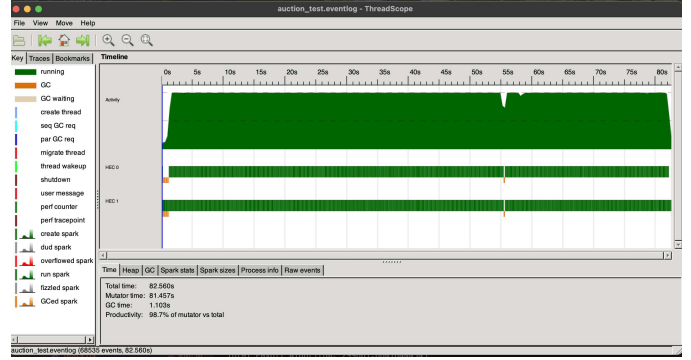 auction_test.eventlog - ThreadScope
File View Move Help
Key Traces Bookmarks
running
GC
GC waiting
create thread
seq GC req
par GC req
migrate thread
thread wakeup
shutdown
user message
perf counter
perf tracepoint
create spark
dud spark
overflowed spark
run spark
fizzled spark
GCed spark
Timeline
0s 5s 10s 15s 20s 25s 30s 35s 40s 45s 50s 55s 60s 65s 70s 75s 80s
Activity
HEC 0
HEC 1
Time Heap GC Spark stats Spark sizes Process info Raw events
Total time: 82.560s
Mutator time: 81.457s
GC time: 1.103s
Productivity: 98.7% of mutator vs total
auction_test.eventlog (68535 events, 82.560s)